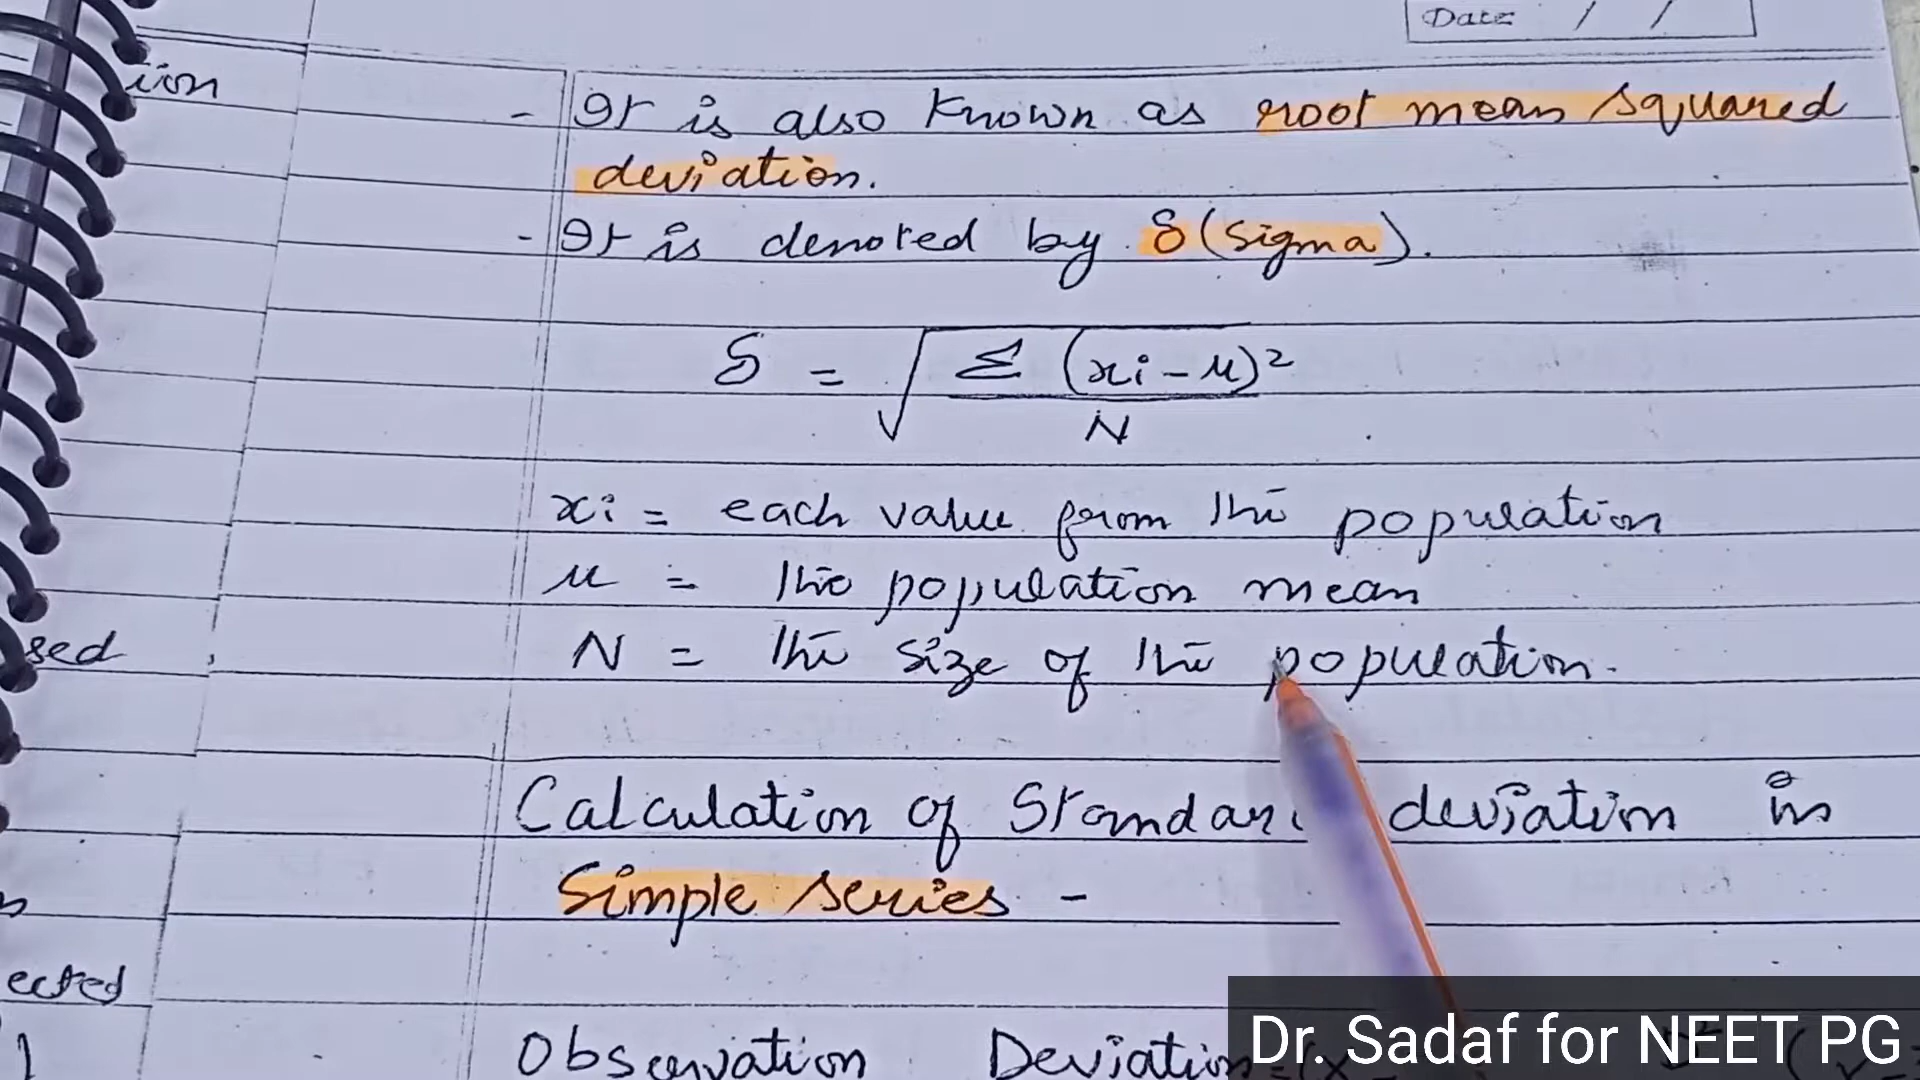 Date / /
ion
- It is also known as root mean squared
deviation.
- It is denoted by δ (sigma).
δ = √ Σ (xi - μ)² / N
xi = each value from the population
μ = the population mean
sed
N = the size of the population.
Calculation of Standard deviation in
Simple series -
ected
Observation Deviation
Dr. Sadaf for NEET PG